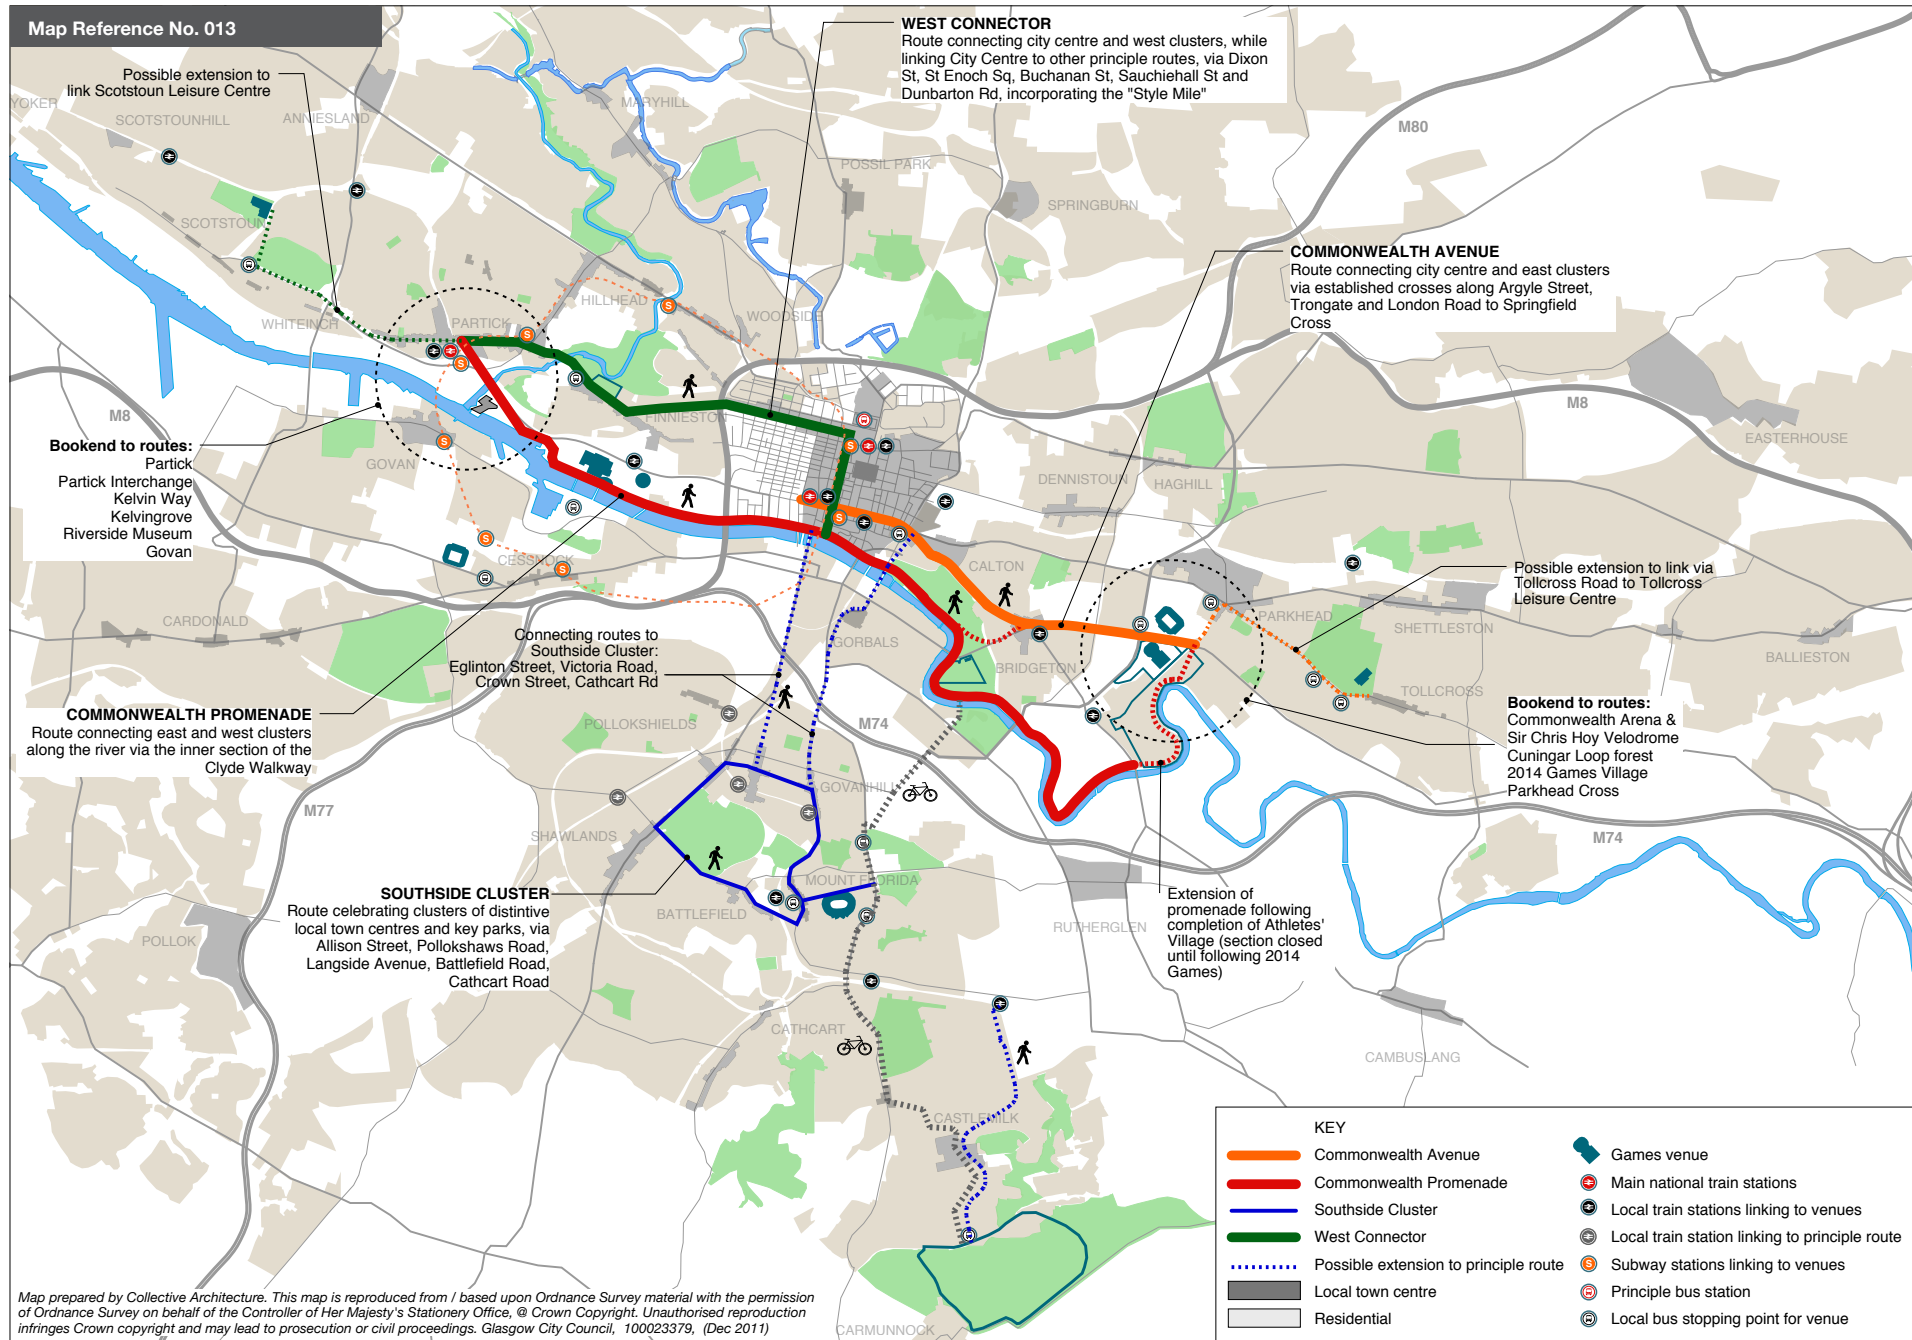 Map Reference No. 013
Possible extension to
link Scotstoun Leisure Centre
WEST CONNECTOR
Route connecting city centre and west clusters, while
linking City Centre to other principle routes, via Dixon
St, St Enoch Sq, Buchanan St, Sauchiehall St and
Dunbarton Rd, incorporating the "Style Mile"
YOKER
SCOTSTOUNHILL
ANNIESLAND
MARYHILL
POSSIL PARK
M80
SPRINGBURN
SCOTSTOUN
COMMONWEALTH AVENUE
Route connecting city centre and east clusters
via established crosses along Argyle Street,
Trongate and London Road to Springfield
Cross
HILLHEAD
WOODSIDE
WHITEINCH
PARTICK
M8
FINNIESTON
M8
EASTERHOUSE
Bookend to routes:
Partick
Partick Interchange
Kelvin Way
Kelvingrove
Riverside Museum
Govan
GOVAN
DENNISTOUN
HAGHILL
CESSNOCK
CALTON
Possible extension to link via
Tollcross Road to Tollcross
Leisure Centre
CARDONALD
PARKHEAD
SHETTLESTON
Connecting routes to
Southside Cluster:
Eglinton Street, Victoria Road,
Crown Street, Cathcart Rd
GORBALS
BRIDGETON
BALLIESTON
TOLLCROSS
COMMONWEALTH PROMENADE
Route connecting east and west clusters
along the river via the inner section of the
Clyde Walkway
POLLOKSHIELDS
M74
Bookend to routes:
Commonwealth Arena &
Sir Chris Hoy Velodrome
Cuningar Loop forest
2014 Games Village
Parkhead Cross
GOVANHILL
M77
SHAWLANDS
M74
MOUNT FLORIDA
SOUTHSIDE CLUSTER
Route celebrating clusters of distintive
local town centres and key parks, via
Allison Street, Pollokshaws Road,
Langside Avenue, Battlefield Road,
Cathcart Road
BATTLEFIELD
Extension of
promenade following
completion of Athletes'
Village (section closed
until following 2014
Games)
RUTHERGLEN
POLLOK
CATHCART
CAMBUSLANG
CASTLEMILK
CARMUNNOCK
KEY
Commonwealth Avenue
Commonwealth Promenade
Southside Cluster
West Connector
Possible extension to principle route
Local town centre
Residential
Games venue
Main national train stations
Local train stations linking to venues
Local train station linking to principle route
S Subway stations linking to venues
Principle bus station
Local bus stopping point for venue
Map prepared by Collective Architecture. This map is reproduced from / based upon Ordnance Survey material with the permission
of Ordnance Survey on behalf of the Controller of Her Majesty's Stationery Office, @ Crown Copyright. Unauthorised reproduction
infringes Crown copyright and may lead to prosecution or civil proceedings. Glasgow City Council, 100023379, (Dec 2011)